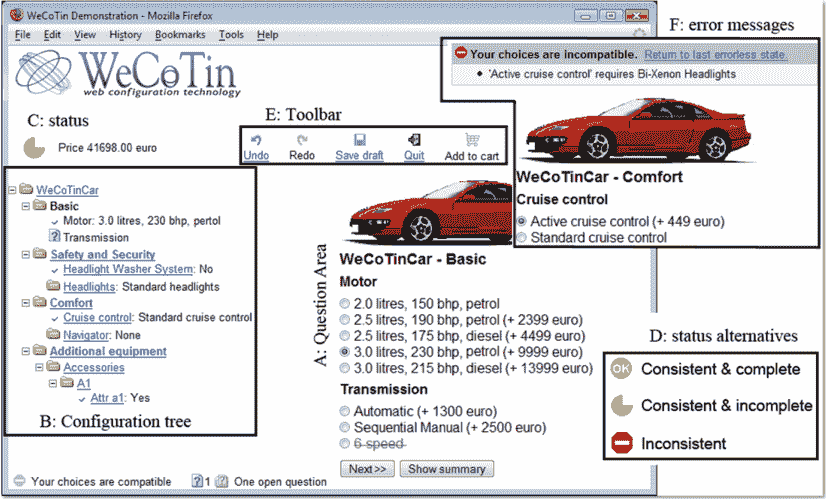 WeCoTin Demonstration - Mozilla Firefox
File Edit View History Bookmarks Tools Help
WeCoTin
web configuration technology
F: error messages
Your choices are incompatible. Return to last errorless state.
'Active cruise control' requires Bi-Xenon Headlights
WeCoTinCar - Comfort
Cruise control
Active cruise control (+ 449 euro)
Standard cruise control
C: status
Price 41698.00 euro
E: Toolbar
Undo Redo Save draft Quit Add to cart
WeCoTinCar
Basic
Motor: 3.0 litres, 230 bhp, pertol
Transmission
Safety and Security
Headlight Washer System: No
Headlights: Standard headlights
Comfort
Cruise control: Standard cruise control
Navigator: None
Additional equipment
Accessories
A1
Attr a1: Yes
B: Configuration tree
A: Question Area
WeCoTinCar - Basic
Motor
2.0 litres, 150 bhp, petrol
2.5 litres, 190 bhp, petrol (+ 2399 euro)
2.5 litres, 175 bhp, diesel (+ 4499 euro)
3.0 litres, 230 bhp, petrol (+ 9999 euro)
3.0 litres, 215 bhp, diesel (+ 13999 euro)
Transmission
Automatic (+ 1300 euro)
Sequential Manual (+ 2500 euro)
6 speed
Next >> Show summary
D: status alternatives
OK Consistent & complete
Consistent & incomplete
Inconsistent
Your choices are compatible ?1 One open question